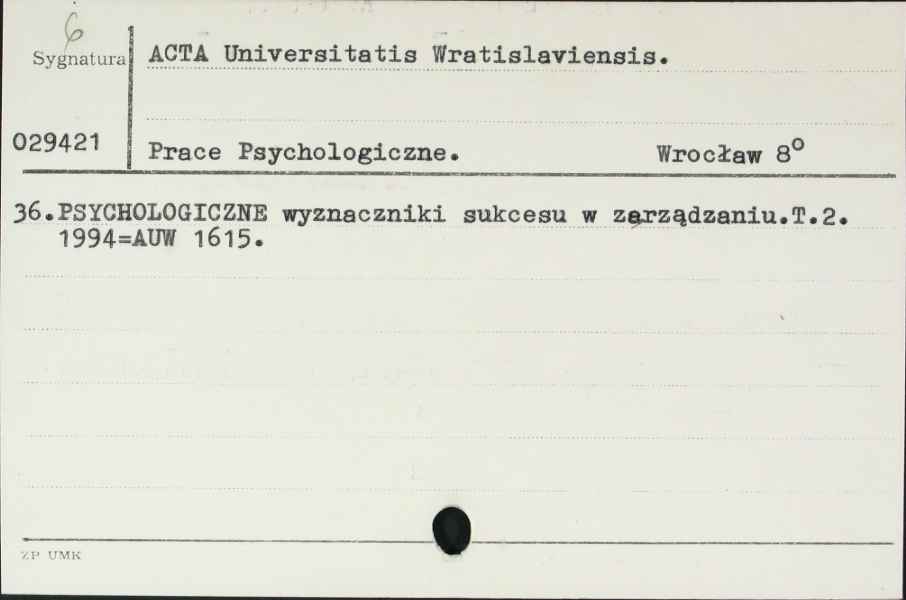 6
Sygnatura
ACTA Universitatis Wratislaviensis.
029421
Prace Psychologiczne. Wrocław 8°
36.PSYCHOLOGICZNE wyznaczniki sukcesu w zarządzaniu.T.2.
1994=AUW 1615.
ZP UMK